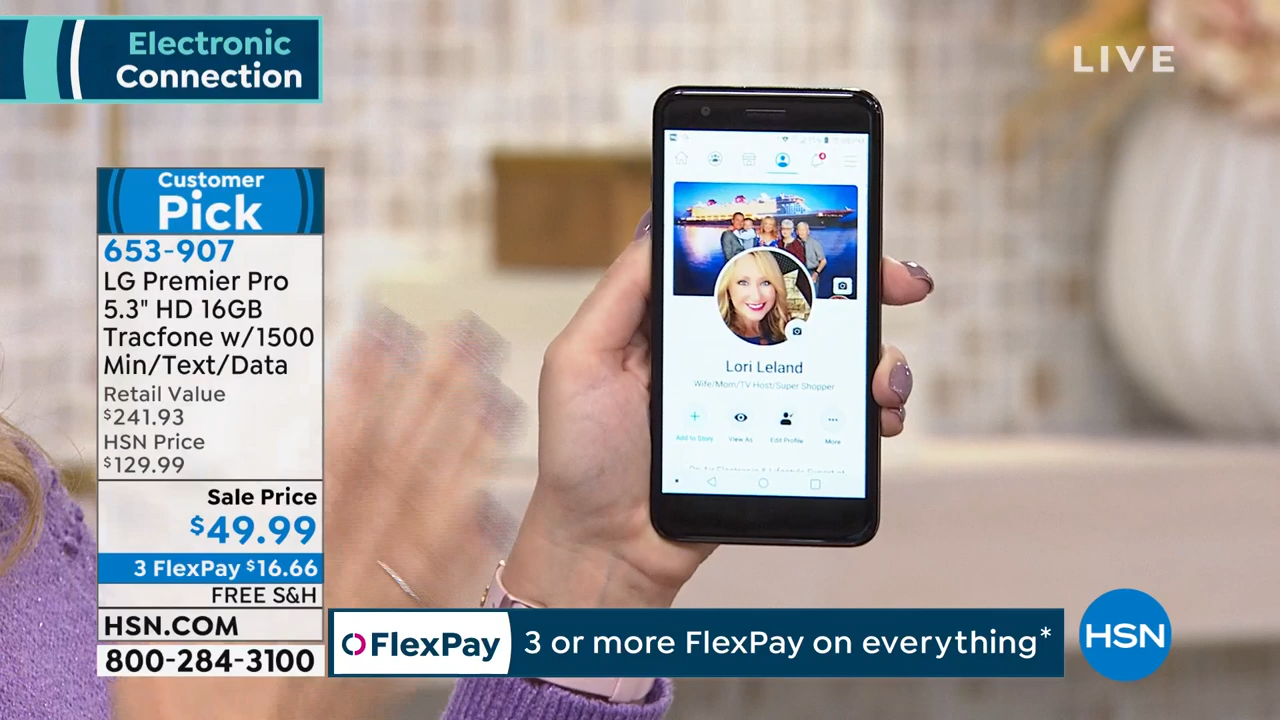 Electronic
Connection
LIVE
Customer
Pick
653-907
LG Premier Pro
5.3" HD 16GB
Tracfone w/1500
Min/Text/Data
Retail Value
$241.93
HSN Price
$129.99
Sale Price
$49.99
3 FlexPay $16.66
FREE S&H
HSN.COM
800-284-3100
Lori Leland
Wife/Mom/TV Host/Super Shopper
Add to Story
View As
Edit Profile
More
FlexPay
3 or more FlexPay on everything*
HSN